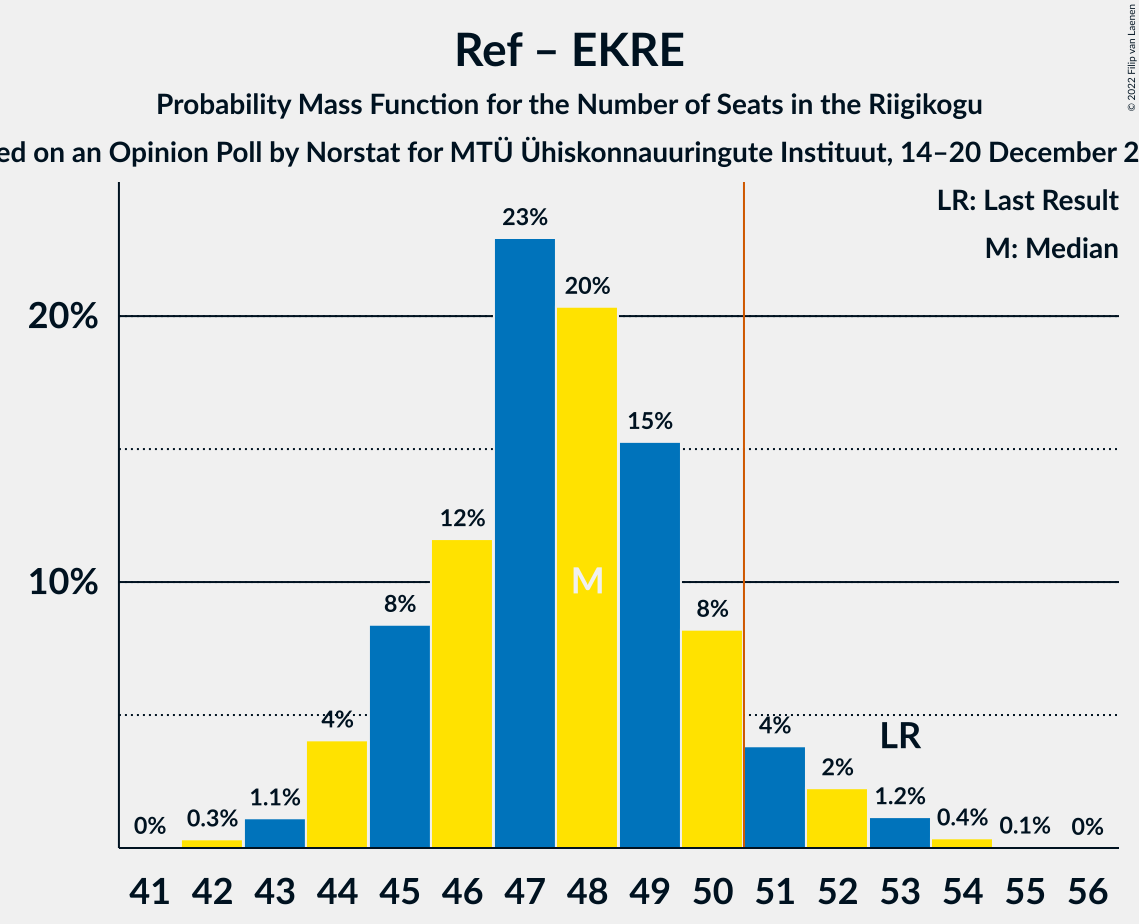 Ref – EKRE
Probability Mass Function for the Number of Seats in the Riigikogu
ed on an Opinion Poll by Norstat for MTÜ Ühiskonnauuringute Instituut, 14–20 December 2
© 2022 Filip van Laenen
LR: Last Result
M: Median
20%
10%
0%
0.3%
1.1%
4%
8%
12%
23%
20%
15%
8%
4%
2%
1.2%
0.4%
0.1%
0%
M
LR
41 42 43 44 45 46 47 48 49 50 51 52 53 54 55 56